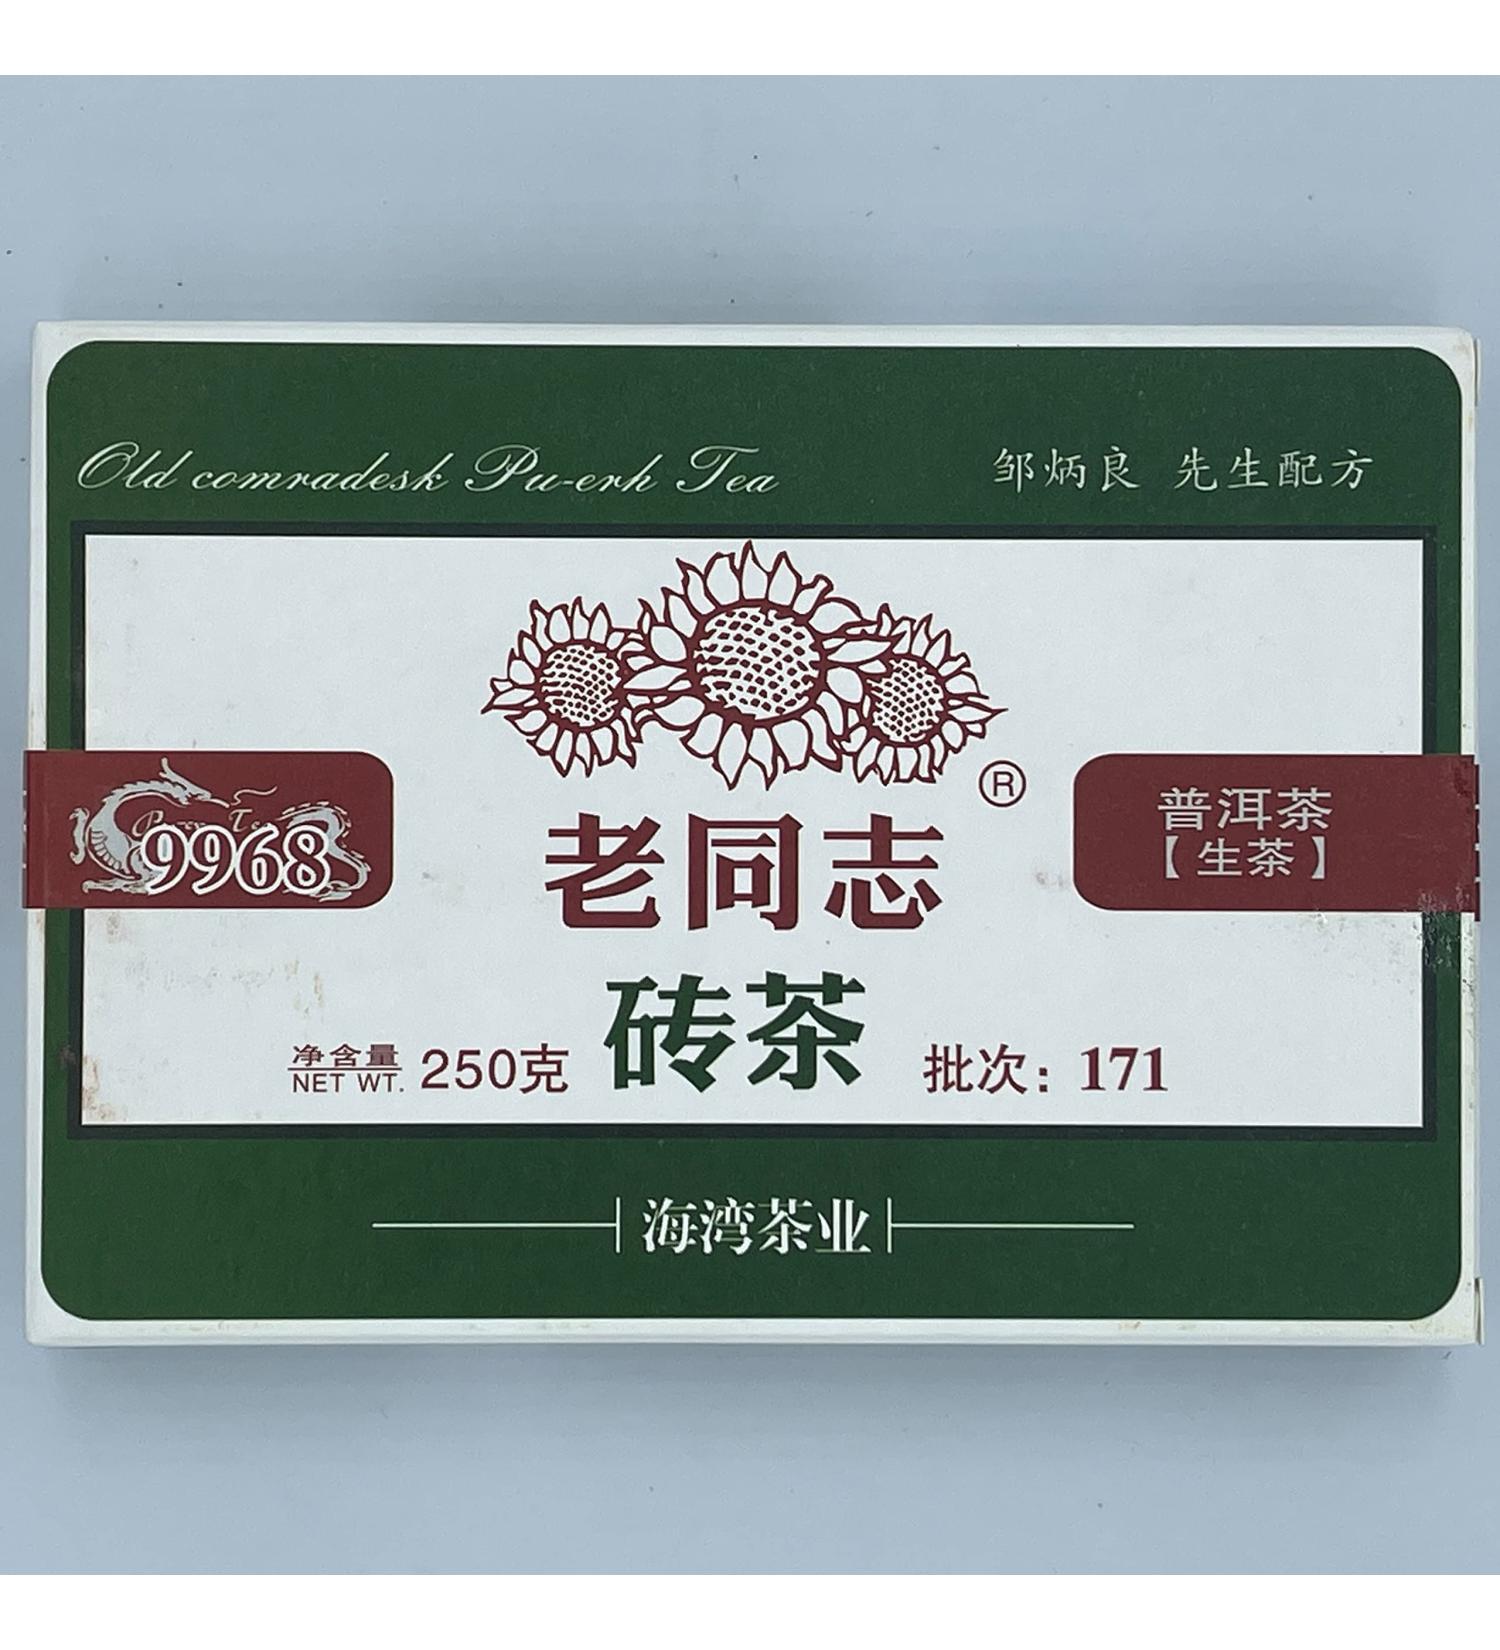 Old comradesk Pu-erh Tea
邹炳良 先生配方
®
9968
老同志
普洱茶
【生茶】
砖茶
净含量
NET WT. 250克
批次：171
海湾茶业